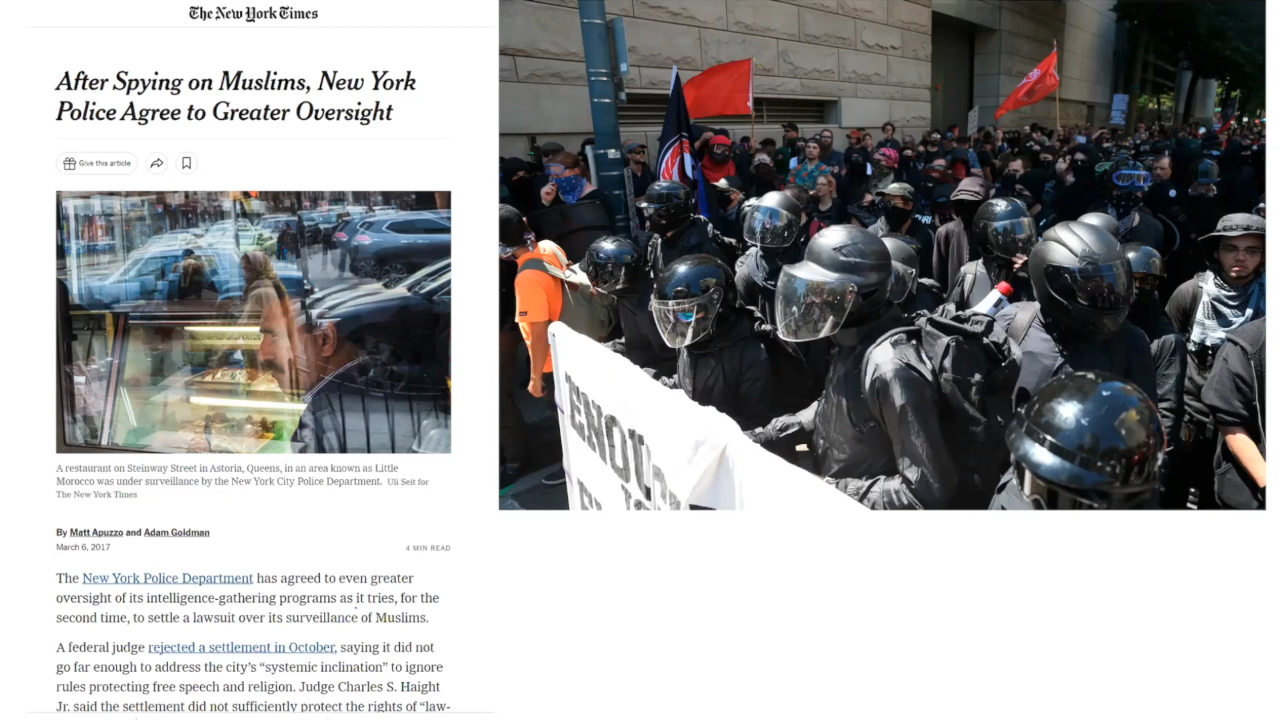 The New York Times
After Spying on Muslims, New York
Police Agree to Greater Oversight
Give this article
A restaurant on Steinway Street in Astoria, Queens, in an area known as Little
Morocco was under surveillance by the New York City Police Department. Uli Seit for
The New York Times
By Matt Apuzzo and Adam Goldman
March 6, 2017
4 MIN READ
The New York Police Department has agreed to even greater
oversight of its intelligence-gathering programs as it tries, for the
second time, to settle a lawsuit over its surveillance of Muslims.
A federal judge rejected a settlement in October, saying it did not
go far enough to address the city’s “systemic inclination” to ignore
rules protecting free speech and religion. Judge Charles S. Haight
Jr. said the settlement did not sufficiently protect the rights of “law-